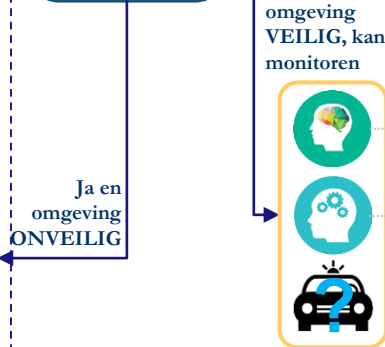 omgeving
VEILIG, kan
monitoren
Ja en
omgeving
ONVEILIG
?